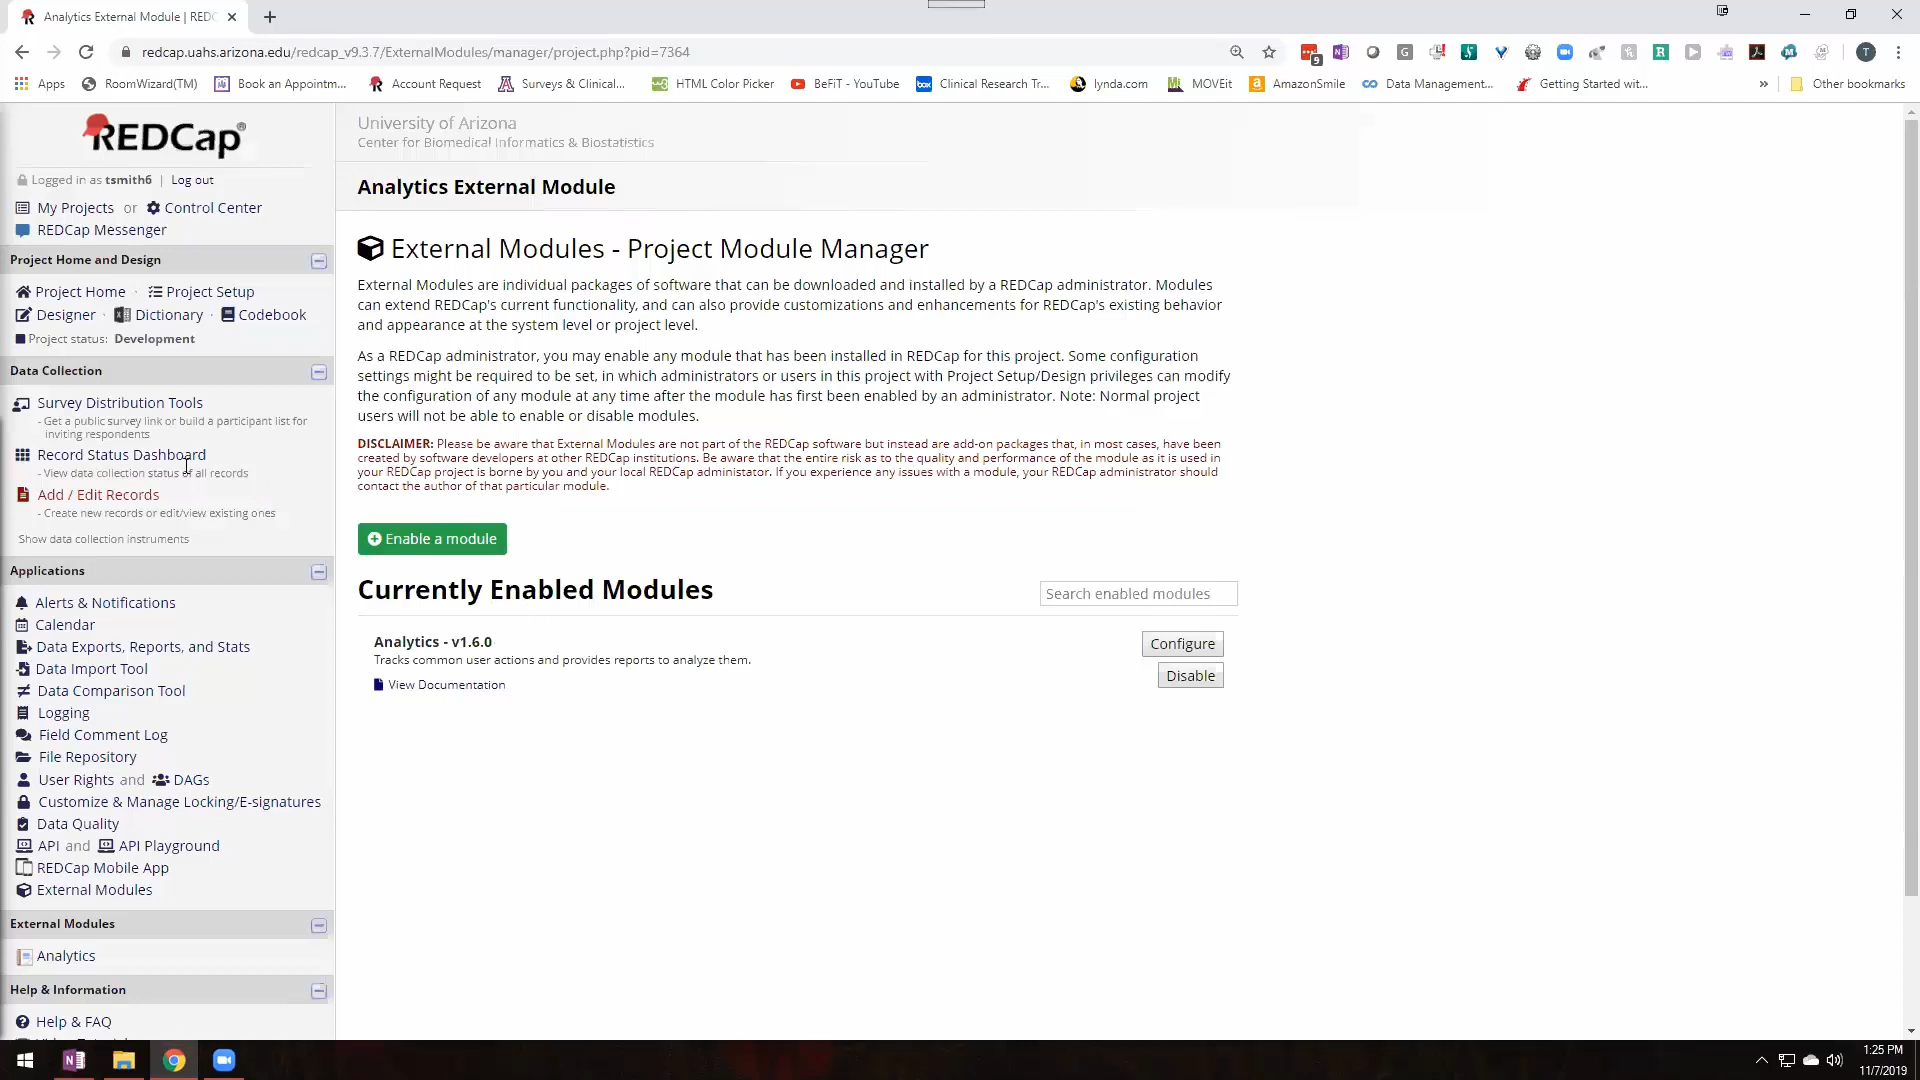 Analytics External Module | REDC
redcap.uahs.arizona.edu/redcap_v9.3.7/ExternalModules/manager/project.php?pid=7364
9
T
Apps RoomWizard(TM) Book an Appointm... Account Request Surveys & Clinical... HTML Color Picker BeFiT - YouTube Clinical Research Tr... lynda.com MOVEit AmazonSmile Data Management... Getting Started wit... » Other bookmarks
REDCap®
Logged in as tsmith6 | Log out
My Projects or Control Center
REDCap Messenger
Project Home and Design
Project Home · Project Setup
Designer · Dictionary · Codebook
Project status: Development
Data Collection
Survey Distribution Tools
- Get a public survey link or build a participant list for
inviting respondents
Record Status Dashboard
- View data collection status of all records
Add / Edit Records
- Create new records or edit/view existing ones
Show data collection instruments
Applications
Alerts & Notifications
Calendar
Data Exports, Reports, and Stats
Data Import Tool
Data Comparison Tool
Logging
Field Comment Log
File Repository
User Rights and DAGs
Customize & Manage Locking/E-signatures
Data Quality
API and API Playground
REDCap Mobile App
External Modules
External Modules
Analytics
Help & Information
Help & FAQ
University of Arizona
Center for Biomedical Informatics & Biostatistics
Analytics External Module
External Modules - Project Module Manager
External Modules are individual packages of software that can be downloaded and installed by a REDCap administrator. Modules
can extend REDCap's current functionality, and can also provide customizations and enhancements for REDCap's existing behavior
and appearance at the system level or project level.
As a REDCap administrator, you may enable any module that has been installed in REDCap for this project. Some configuration
settings might be required to be set, in which administrators or users in this project with Project Setup/Design privileges can modify
the configuration of any module at any time after the module has first been enabled by an administrator. Note: Normal project
users will not be able to enable or disable modules.
DISCLAIMER: Please be aware that External Modules are not part of the REDCap software but instead are add-on packages that, in most cases, have been
created by software developers at other REDCap institutions. Be aware that the entire risk as to the quality and performance of the module as it is used in
your REDCap project is borne by you and your local REDCap administator. If you experience any issues with a module, your REDCap administrator should
contact the author of that particular module.
Enable a module
Currently Enabled Modules
Search enabled modules
Analytics - v1.6.0
Tracks common user actions and provides reports to analyze them.
View Documentation
Configure
Disable
1:25 PM
11/7/2019